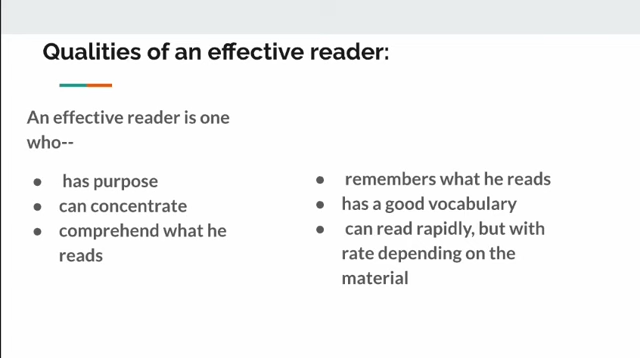 Qualities of an effective reader:
An effective reader is one
who--
● has purpose
● can concentrate
● comprehend what he
reads
● remembers what he reads
● has a good vocabulary
● can read rapidly, but with
rate depending on the
material